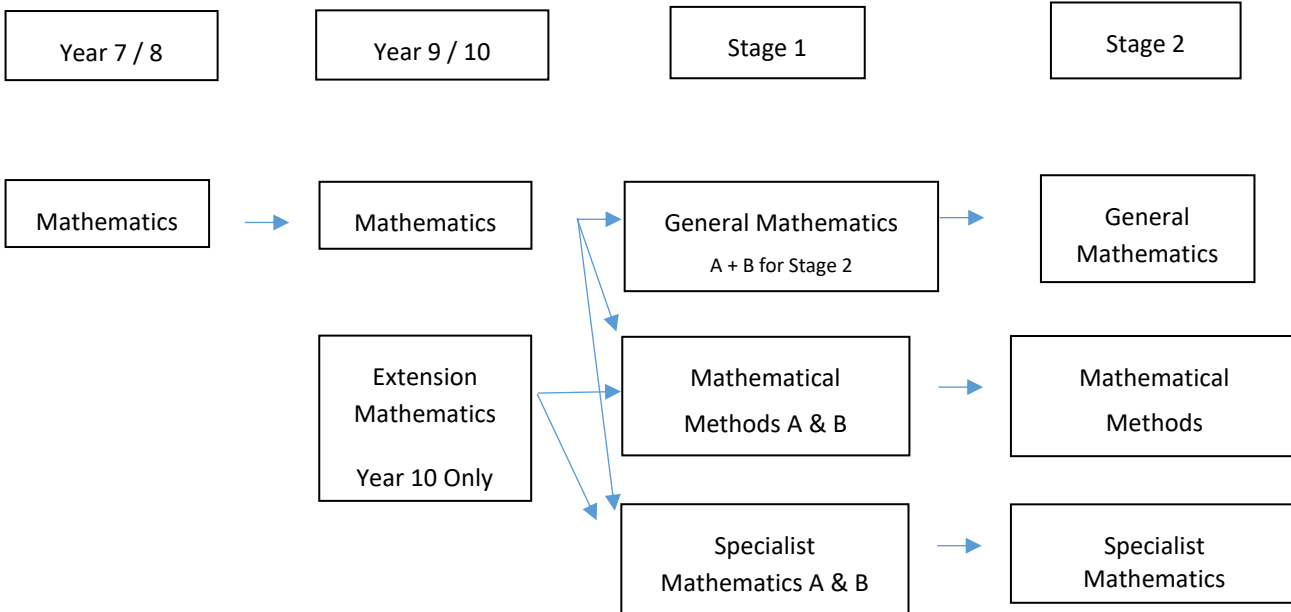 Year 7 / 8
Year 9 / 10
Stage 1
Stage 2
Mathematics
Mathematics
General Mathematics
A + B for Stage 2
General
Mathematics
Extension
Mathematics
Year 10 Only
Mathematical
Methods A & B
Mathematical
Methods
Specialist
Mathematics A & B
Specialist
Mathematics